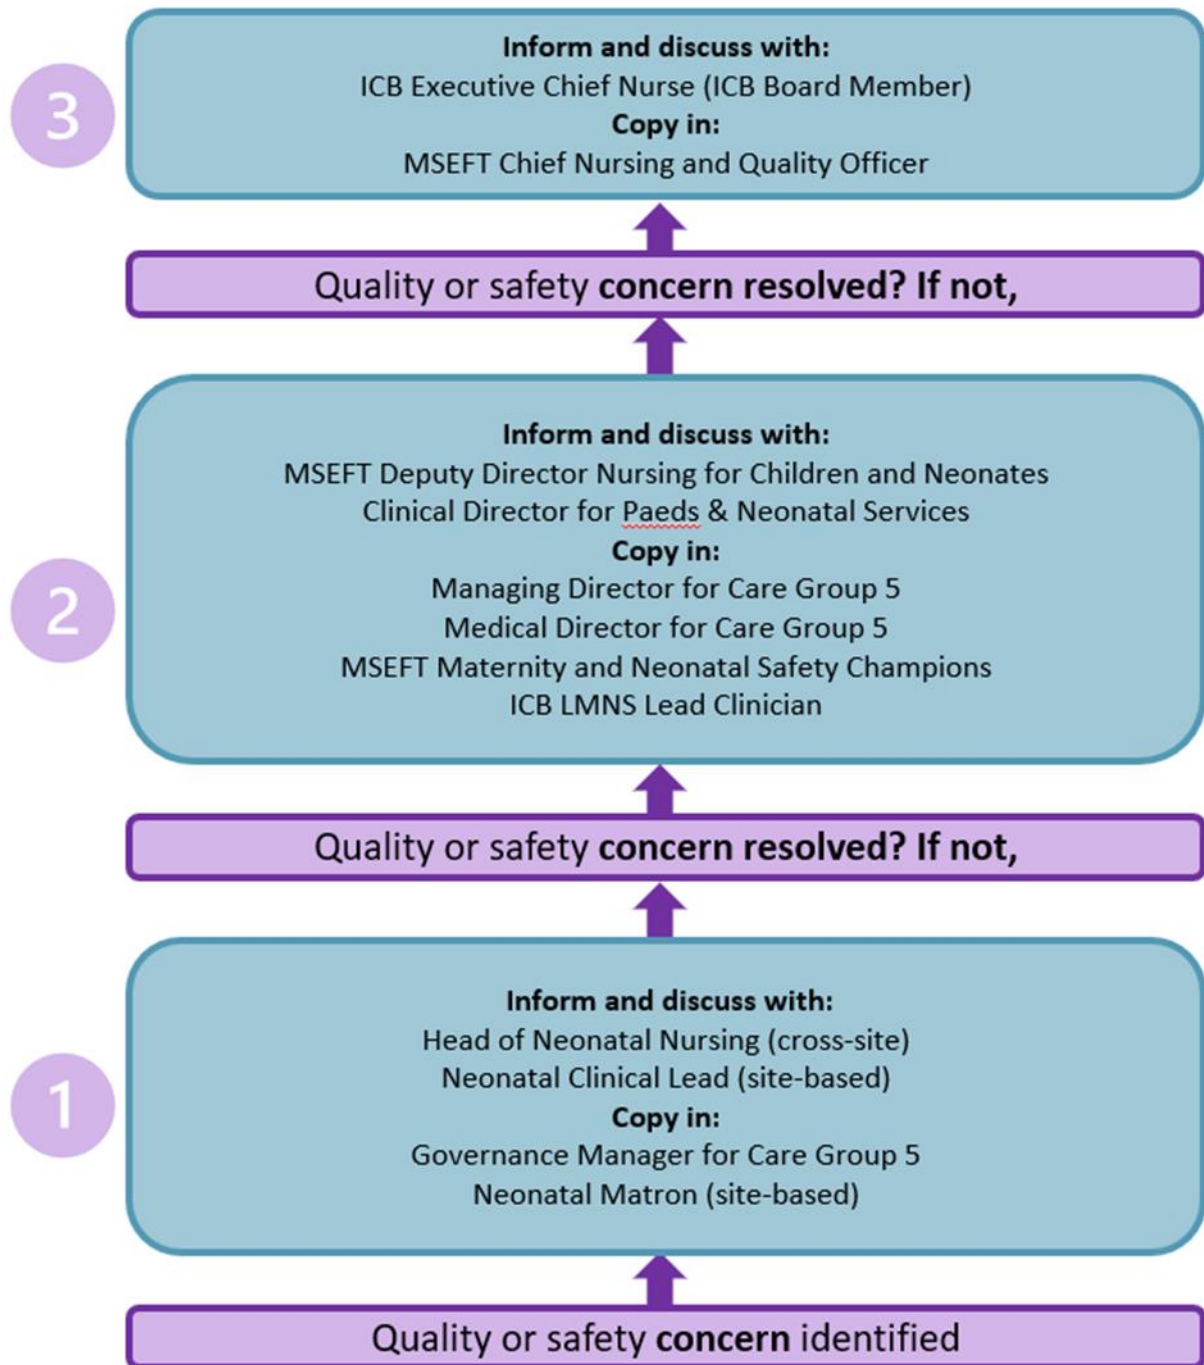 3
Inform and discuss with:
ICB Executive Chief Nurse (ICB Board Member)
Copy in:
MSEFT Chief Nursing and Quality Officer
Quality or safety concern resolved? If not,
2
Inform and discuss with:
MSEFT Deputy Director Nursing for Children and Neonates
Clinical Director for Paeds & Neonatal Services
Copy in:
Managing Director for Care Group 5
Medical Director for Care Group 5
MSEFT Maternity and Neonatal Safety Champions
ICB LMNS Lead Clinician
Quality or safety concern resolved? If not,
1
Inform and discuss with:
Head of Neonatal Nursing (cross-site)
Neonatal Clinical Lead (site-based)
Copy in:
Governance Manager for Care Group 5
Neonatal Matron (site-based)
Quality or safety concern identified